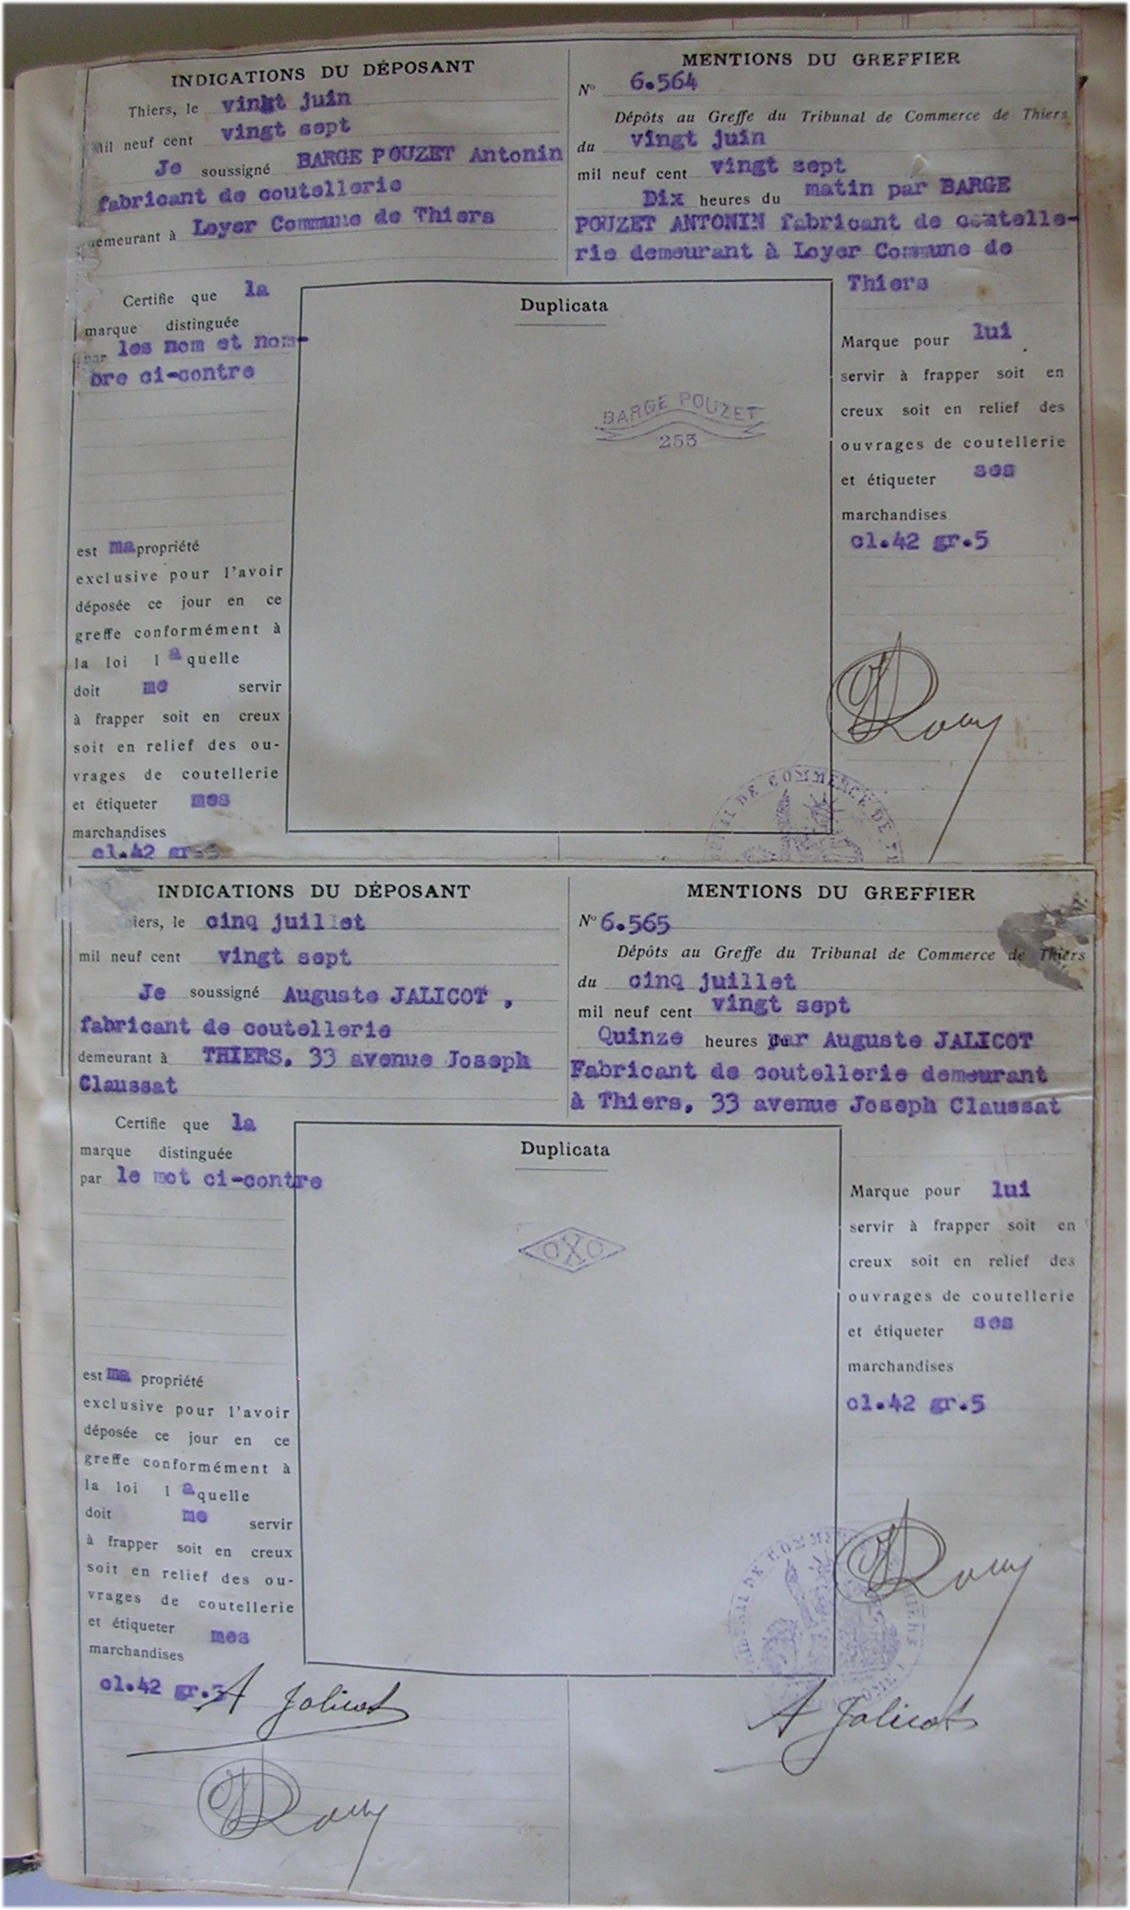 INDICATIONS DU DÉPOSANT
Thiers, le vingt juin
mil neuf cent vingt sept
Je soussigné BARGE POUZET Antonin
fabricant de coutellerie
demeurant à Loyer Commune de Thiers
MENTIONS DU GREFFIER
N° 6.564
Dépôts au Greffe du Tribunal de Commerce de Thiers
du vingt juin
mil neuf cent vingt sept
Dix heures du matin par BARGE
POUZET ANTONIN fabricant de coutelle-
rie demeurant à Loyer Commune de
Thiers
Certifie que la
marque distinguée
par les nom et nom-
bre ci-contre
est ma propriété
exclusive pour l'avoir
déposée ce jour en ce
greffe conformément à
la loi laquelle
doit me servir
à frapper soit en creux
soit en relief des ou-
vrages de coutellerie
et étiqueter mes
marchandises
cl.42 gr.5
Duplicata
BARGE POUZET
253
Marque pour lui
servir à frapper soit en
creux soit en relief des
ouvrages de coutellerie
et étiqueter ses
marchandises
cl.42 gr.5
DE COMMERCE DE
INDICATIONS DU DÉPOSANT
Thiers, le cinq juillet
mil neuf cent vingt sept
Je soussigné Auguste JALICOT ,
fabricant de coutellerie
demeurant à THIERS, 33 avenue Joseph
Claussat
MENTIONS DU GREFFIER
N° 6.565
Dépôts au Greffe du Tribunal de Commerce de Thiers
du cinq juillet
mil neuf cent vingt sept
Quinze heures par Auguste JALICOT
Fabricant de coutellerie demeurant
à Thiers, 33 avenue Joseph Claussat
Certifie que la
marque distinguée
par le mot ci-contre
est ma propriété
exclusive pour l'avoir
déposée ce jour en ce
greffe conformément à
la loi laquelle
doit me servir
à frapper soit en creux
soit en relief des ou-
vrages de coutellerie
et étiqueter mes
marchandises
cl.42 gr.5
Duplicata
OXO
Marque pour lui
servir à frapper soit en
creux soit en relief des
ouvrages de coutellerie
et étiqueter ses
marchandises
cl.42 gr.5
A Jalicot
A Jalicot